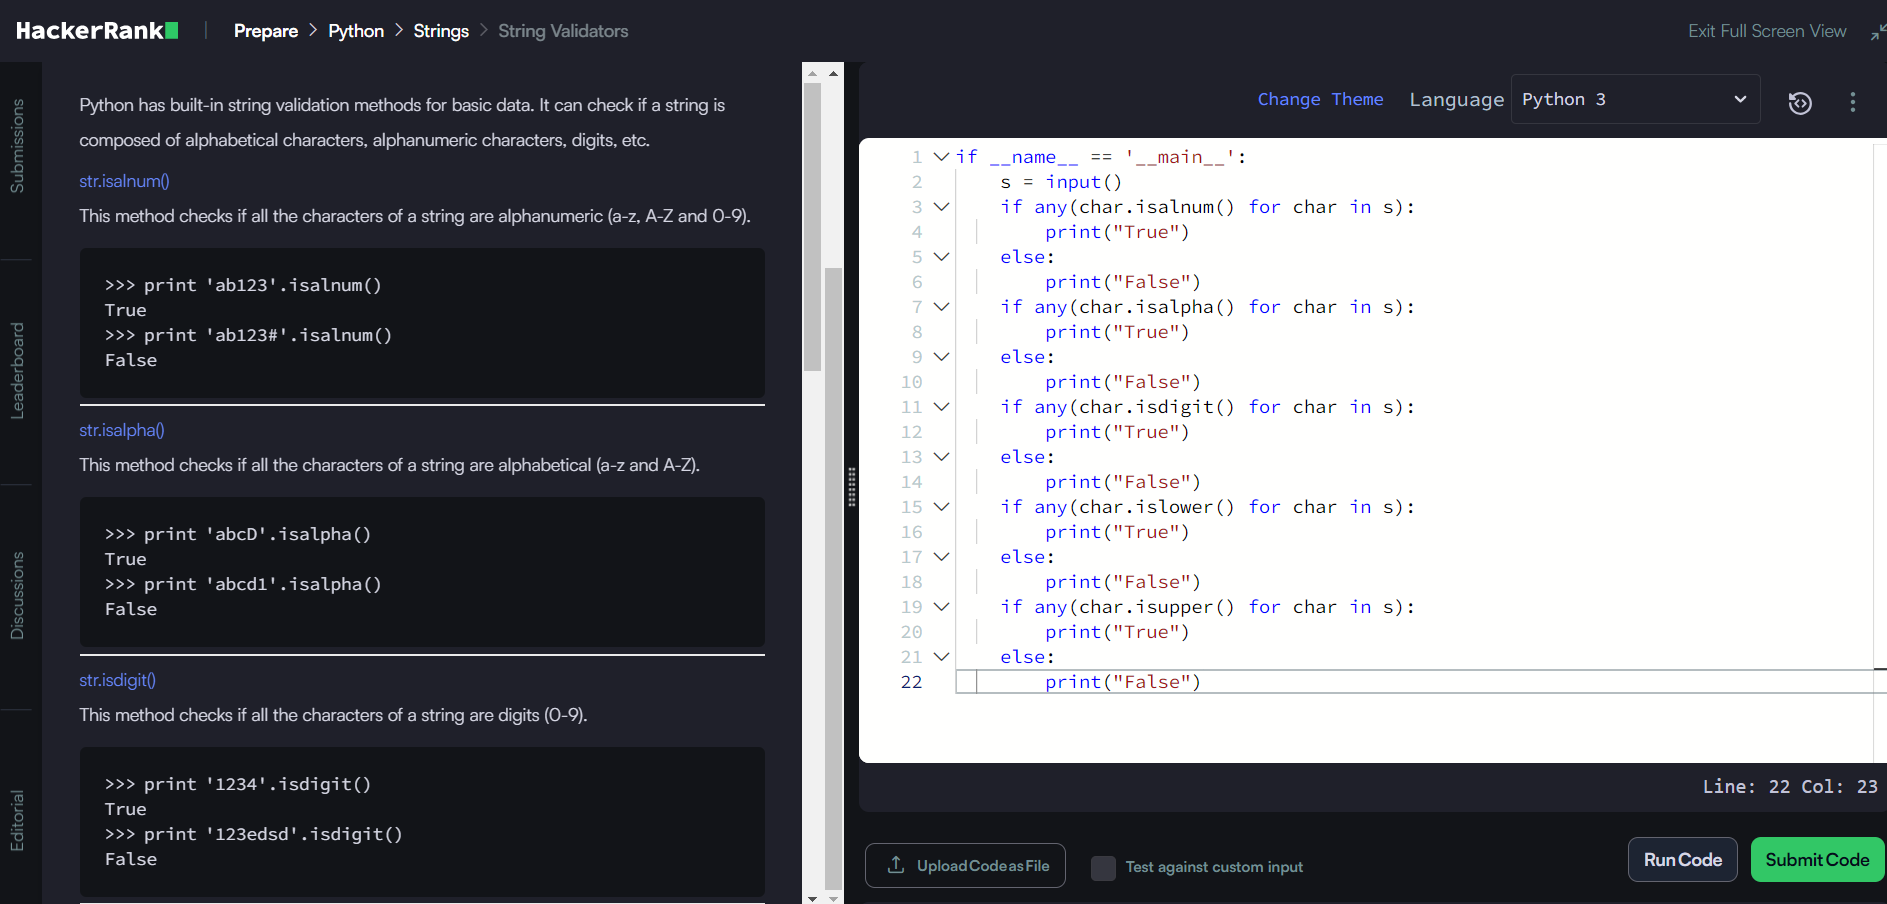 HackerRank
Prepare
Python
Strings
String Validators
Exit Full Screen View
Submissions
Leaderboard
Discussions
Editorial
Python has built-in string validation methods for basic data. It can check if a string is
composed of alphabetical characters, alphanumeric characters, digits, etc.
str.isalnum()
This method checks if all the characters of a string are alphanumeric (a-z, A-Z and 0-9).
>>> print 'ab123'.isalnum()
True
>>> print 'ab123#'.isalnum()
False
str.isalpha()
This method checks if all the characters of a string are alphabetical (a-z and A-Z).
>>> print 'abcD'.isalpha()
True
>>> print 'abcd1'.isalpha()
False
str.isdigit()
This method checks if all the characters of a string are digits (0-9).
>>> print '1234'.isdigit()
True
>>> print '123edsd'.isdigit()
False
Change Theme Language Python 3
1 if __name__ == '__main__':
2     s = input()
3     if any(char.isalnum() for char in s):
4         print("True")
5     else:
6         print("False")
7     if any(char.isalpha() for char in s):
8         print("True")
9     else:
10         print("False")
11     if any(char.isdigit() for char in s):
12         print("True")
13     else:
14         print("False")
15     if any(char.islower() for char in s):
16         print("True")
17     else:
18         print("False")
19     if any(char.isupper() for char in s):
20         print("True")
21     else:
22         print("False")
Line: 22 Col: 23
Upload Code as File
Test against custom input
Run Code
Submit Code